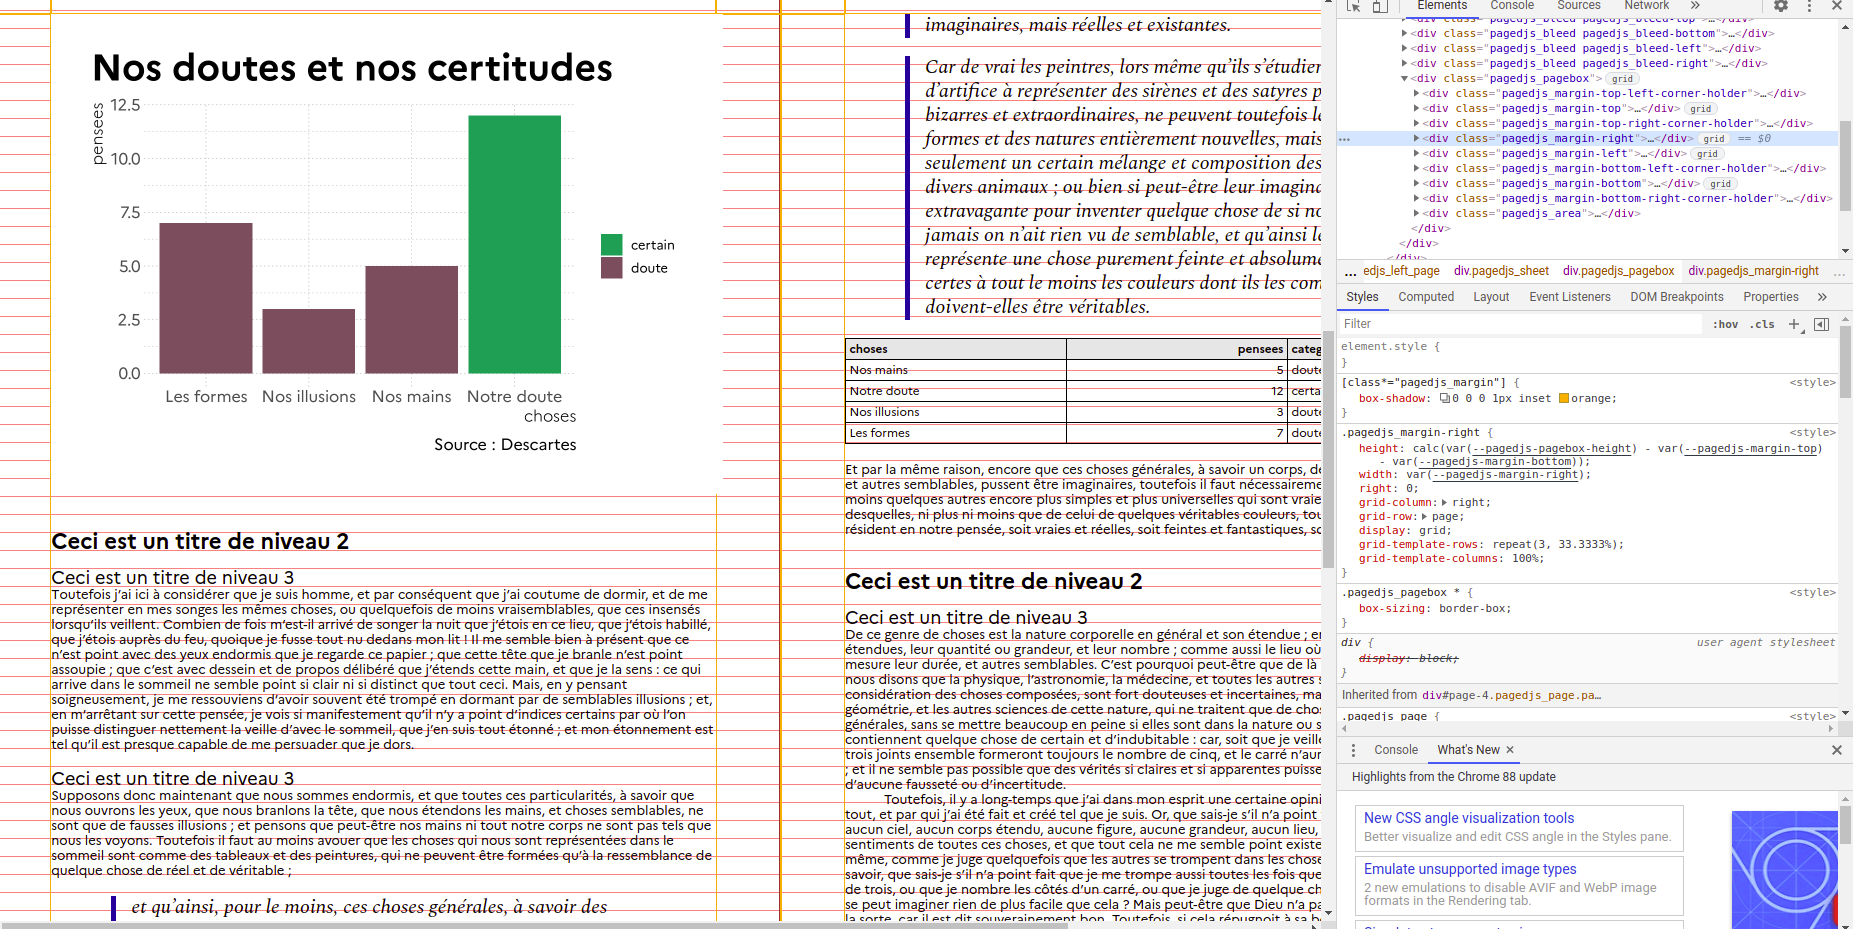 Nos doutes et nos certitudes
pensees
12.5
10.0
7.5
5.0
2.5
0.0
Les formes Nos illusions Nos mains Notre doute
choses
certain
doute
Source : Descartes
Ceci est un titre de niveau 2
Ceci est un titre de niveau 3
Toutefois j'ai ici à considérer que je suis homme, et par conséquent que j'ai coutume de dormir, et de me
représenter en mes songes les mêmes choses, ou quelquefois de moins vraisemblables, que ces insensés
lorsqu'ils veillent. Combien de fois m'est-il arrivé de songer la nuit que j'étois en ce lieu, que j'étois habillé,
que j'étois auprès du feu, quoique je fusse tout nu dedans mon lit ! Il me semble bien à présent que ce
n'est point avec des yeux endormis que je regarde ce papier ; que cette tête que je branle n'est point
assoupie ; que c'est avec dessein et de propos délibéré que j'étends cette main, et que je la sens : ce qui
arrive dans le sommeil ne semble point si clair ni si distinct que tout ceci. Mais, en y pensant
soigneusement, je me ressouviens d'avoir souvent été trompé en dormant par de semblables illusions ; et,
en m'arrêtant sur cette pensée, je vois si manifestement qu'il n'y a point d'indices certains par où l'on
puisse distinguer nettement la veille d'avec le sommeil, que j'en suis tout étonné ; et mon étonnement est
tel qu'il est presque capable de me persuader que je dors.
Ceci est un titre de niveau 3
Supposons donc maintenant que nous sommes endormis, et que toutes ces particularités, à savoir que
nous ouvrons les yeux, que nous branlons la tête, que nous étendons les mains, et choses semblables, ne
sont que de fausses illusions ; et pensons que peut-être nos mains ni tout notre corps ne sont pas tels que
nous les voyons. Toutefois il faut au moins avouer que les choses qui nous sont représentées dans le
sommeil sont comme des tableaux et des peintures, qui ne peuvent être formées qu'à la ressemblance de
quelque chose de réel et de véritable ;
et qu'ainsi, pour le moins, ces choses générales, à savoir des
imaginaires, mais réelles et existantes.
Car de vrai les peintres, lors même qu'ils s'étudier
d'artifice à représenter des sirènes et des satyres p
bizarres et extraordinaires, ne peuvent toutefois le
formes et des natures entièrement nouvelles, mais
seulement un certain mélange et composition des
divers animaux ; ou bien si peut-être leur imagina
extravagante pour inventer quelque chose de si no
jamais on n'ait rien vu de semblable, et qu'ainsi le
représente une chose purement feinte et absolume
certes à tout le moins les couleurs dont ils les com
doivent-elles être véritables.
choses pensees categ
Nos mains 5 doute
Notre doute 12 certa
Nos illusions 3 doute
Les formes 7 doute
Et par la même raison, encore que ces choses générales, à savoir un corps, de
et autres semblables, pussent être imaginaires, toutefois il faut nécessaireme
moins quelques autres encore plus simples et plus universelles qui sont vraie
desquelles, ni plus ni moins que de celui de quelques véritables couleurs, tou
résident en notre pensée, soit vraies et réelles, soit feintes et fantastiques, so
Ceci est un titre de niveau 2
Ceci est un titre de niveau 3
De ce genre de choses est la nature corporelle en général et son étendue ; en
étendues, leur quantité ou grandeur, et leur nombre ; comme aussi le lieu où
mesure leur durée, et autres semblables. C'est pourquoi peut-être que de là
nous disons que la physique, l'astronomie, la médecine, et toutes les autres s
considération des choses composées, sont fort douteuses et incertaines, ma
géométrie, et les autres sciences de cette nature, qui ne traitent que de chos
générales, sans se mettre beaucoup en peine si elles sont dans la nature ou s
contiennent quelque chose de certain et d'indubitable : car, soit que je veille
trois joints ensemble formeront toujours le nombre de cinq, et le carré n'aur
; et il ne semble pas possible que des vérités si claires et si apparentes puisse
d'aucune fausseté ou d'incertitude.
Toutefois, il y a long-temps que j'ai dans mon esprit une certaine opini
tout, et par qui j'ai été fait et créé tel que je suis. Or, que sais-je s'il n'a point
aucun ciel, aucun corps étendu, aucune figure, aucune grandeur, aucun lieu,
sentiments de toutes ces choses, et que tout cela ne me semble point existe
même, comme je juge quelquefois que les autres se trompent dans les chose
savoir, que sais-je s'il n'a point fait que je me trompe aussi toutes les fois que
de trois, ou que je nombre les côtés d'un carré, ou que je juge de quelque ch
se peut imaginer rien de plus facile que cela ? Mais peut-être que Dieu n'a pa
la sorte, car il est dit souverainement bon. Toutefois, si cela répugnoit à sa b
Elements Console Sources Network
<div class="pagedjs_bleed pagedjs_bleed-top">…</div>
<div class="pagedjs_bleed pagedjs_bleed-bottom">…</div>
<div class="pagedjs_bleed pagedjs_bleed-left">…</div>
<div class="pagedjs_bleed pagedjs_bleed-right">…</div>
<div class="pagedjs_pagebox"> grid
<div class="pagedjs_margin-top-left-corner-holder">…</div>
<div class="pagedjs_margin-top">…</div> grid
<div class="pagedjs_margin-top-right-corner-holder">…</div>
<div class="pagedjs_margin-right">…</div> grid == $0
<div class="pagedjs_margin-left">…</div> grid
<div class="pagedjs_margin-bottom-left-corner-holder">…</div>
<div class="pagedjs_margin-bottom">…</div> grid
<div class="pagedjs_margin-bottom-right-corner-holder">…</div>
<div class="pagedjs_area">…</div>
</div>
</div>
</div>
... edjs_left_page div.pagedjs_sheet div.pagedjs_pagebox div.pagedjs_margin-right ...
Styles Computed Layout Event Listeners DOM Breakpoints Properties
Filter :hov .cls
element.style {
}
[class*="pagedjs_margin"] { <style>
box-shadow: 0 0 0 1px inset orange;
}
.pagedjs_margin-right { <style>
height: calc(var(--pagedjs-pagebox-height) - var(--pagedjs-margin-top)
- var(--pagedjs-margin-bottom));
width: var(--pagedjs-margin-right);
right: 0;
grid-column: right;
grid-row: page;
display: grid;
grid-template-rows: repeat(3, 33.3333%);
grid-template-columns: 100%;
}
.pagedjs_pagebox * { <style>
box-sizing: border-box;
}
div { user agent stylesheet
display: block;
}
Inherited from div#page-4.pagedjs_page.pa…
.pagedjs_page { <style>
Console What's New
Highlights from the Chrome 88 update
New CSS angle visualization tools
Better visualize and edit CSS angle in the Styles pane.
Emulate unsupported image types
2 new emulations to disable AVIF and WebP image
formats in the Rendering tab.